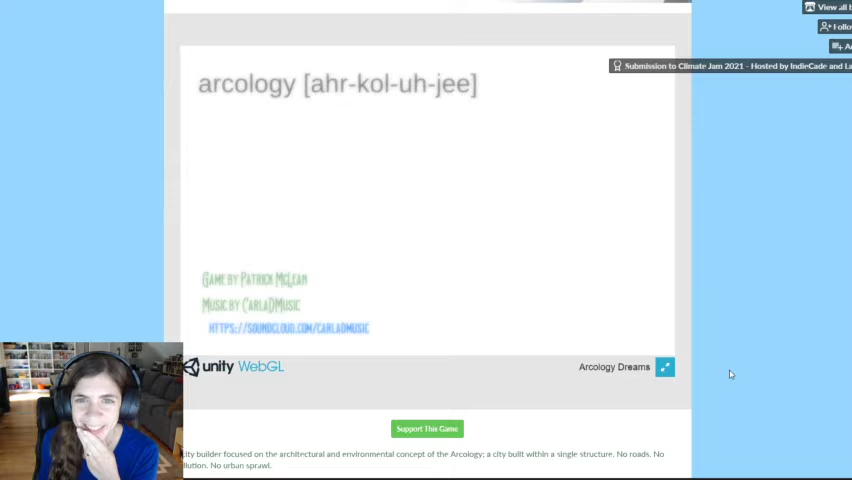 View all b
Follo
A
Submission to Climate Jam 2021 - Hosted by IndieCade and La
arcology [ahr-kol-uh-jee]
Game by Patrick McLean
Music by CarlaDMusic
https://soundcloud.com/carladmusic
unity WebGL
Arcology Dreams
Support This Game
city builder focused on the architectural and environmental concept of the Arcology; a city built within a single structure. No roads. No
llution. No urban sprawl.